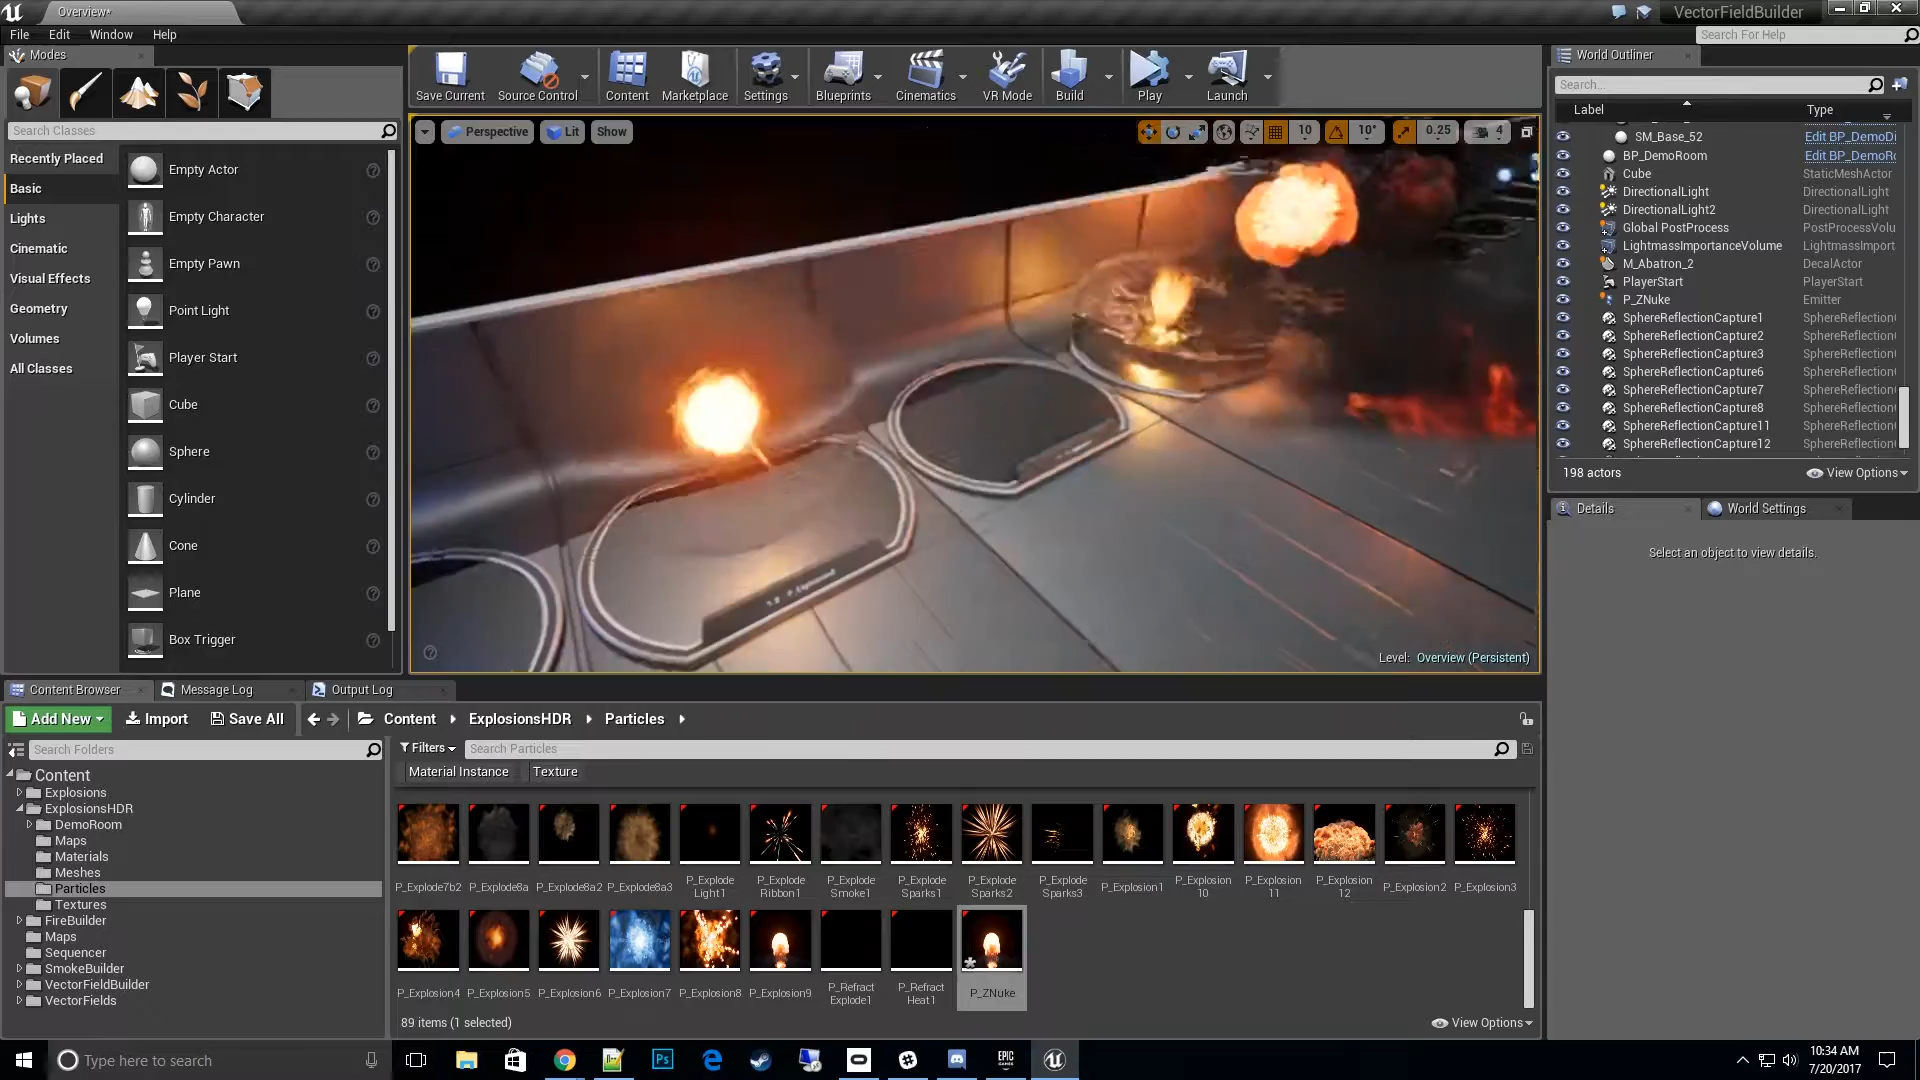 Overview*
VectorFieldBuilder
File Edit Window Help
Search For Help
Modes
Search Classes
Recently Placed
Basic
Lights
Cinematic
Visual Effects
Geometry
Volumes
All Classes
Empty Actor
Empty Character
Empty Pawn
Point Light
Player Start
Cube
Sphere
Cylinder
Cone
Plane
Box Trigger
Save Current Source Control Content Marketplace Settings Blueprints Cinematics VR Mode Build Play Launch
Perspective Lit Show
10 10° 0.25 4
Level: Overview (Persistent)
World Outliner
Search...
Label Type
SM_Base_52 Edit BP_DemoDi
BP_DemoRoom Edit BP_DemoRo
Cube StaticMeshActor
DirectionalLight DirectionalLight
DirectionalLight2 DirectionalLight
Global PostProcess PostProcessVolu
LightmassImportanceVolume LightmassImport
M_Abatron_2 DecalActor
PlayerStart PlayerStart
P_ZNuke Emitter
SphereReflectionCapture1 SphereReflection
SphereReflectionCapture2 SphereReflection
SphereReflectionCapture3 SphereReflection
SphereReflectionCapture6 SphereReflection
SphereReflectionCapture7 SphereReflection
SphereReflectionCapture8 SphereReflection
SphereReflectionCapture11 SphereReflection
SphereReflectionCapture12 SphereReflection
198 actors View Options
Details World Settings
Select an object to view details.
Content Browser Message Log Output Log
Add New Import Save All Content ExplosionsHDR Particles
Search Folders
Content
Explosions
ExplosionsHDR
DemoRoom
Maps
Materials
Meshes
Particles
Textures
FireBuilder
Maps
Sequencer
SmokeBuilder
VectorFieldBuilder
VectorFields
Filters Search Particles
Material Instance Texture
P_Explode7b2 P_Explode8a P_Explode8a2 P_Explode8a3 P_Explode Light1 P_Explode Ribbon1 P_Explode Smoke1 P_Explode Sparks1 P_Explode Sparks2 P_Explode Sparks3 P_Explosion1 P_Explosion 10 P_Explosion 11 P_Explosion 12 P_Explosion2 P_Explosion3
P_Explosion4 P_Explosion5 P_Explosion6 P_Explosion7 P_Explosion8 P_Explosion9 P_Refract Explode1 P_Refract Heat1 P_ZNuke
89 items (1 selected) View Options
Type here to search
Ps
EPIC GAMES
10:34 AM
7/20/2017